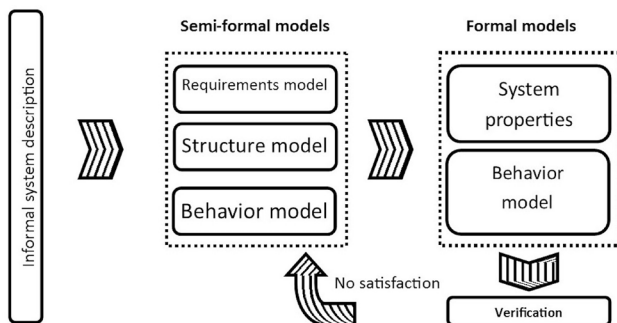 Semi-formal models
Formal models
Informal system description
Requirements model
Structure model
Behavior model
System
properties
Behavior
model
No satisfaction
Verification